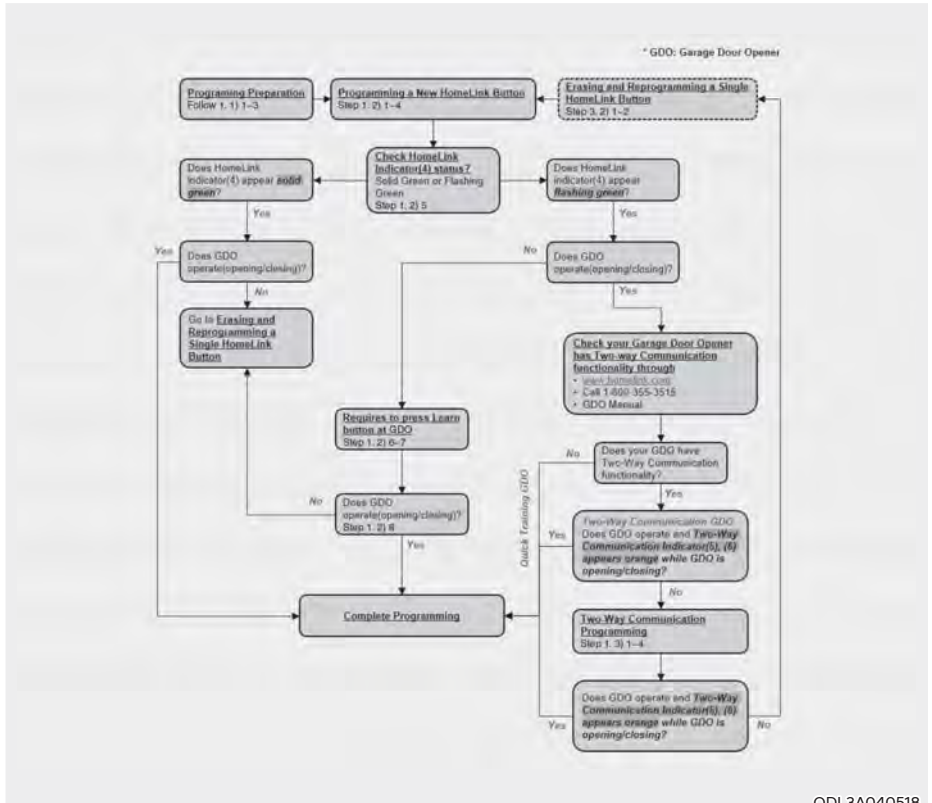 * GDO: Garage Door Opener
Programing Preparation
Follow 1. 1) 1~3
Programming a New HomeLink Button
Step 1. 2) 1~4
Erasing and Reprogramming a Single
HomeLink Button
Step 3. 2) 1~2
Check HomeLink
Indicator(4) status?
Solid Green or Flashing
Green
Step 1. 2) 5
Does HomeLink
indicator(4) appear solid
green?
Does HomeLink
indicator(4) appear
flashing green?
Yes
Yes
Yes
Does GDO
operate(opening/closing)?
No
Does GDO
operate(opening/closing)?
No
Yes
Go to Erasing and
Reprogramming a
Single HomeLink
Button
Check your Garage Door Opener
has Two-way Communication
functionality through
• www.homelink.com
• Call 1-800-355-3515
• GDO Manual
Requires to press Learn
button at GDO
Step 1. 2) 6~7
No
Does your GDO have
Two-Way Communication
functionality?
Yes
Quick Training GDO
No
Does GDO
operate(opening/closing)?
Step 1. 2) 8
Yes
Yes
Two-Way Communication GDO
Does GDO operate and Two-Way
Communication Indicator(5), (6)
appears orange while GDO is
opening/closing?
No
Complete Programming
Two-Way Communication
Programming
Step 1. 3) 1~4
Does GDO operate and Two-Way
Communication Indicator(5), (6)
appears orange while GDO is
opening/closing?
Yes
No
ODL3A040518